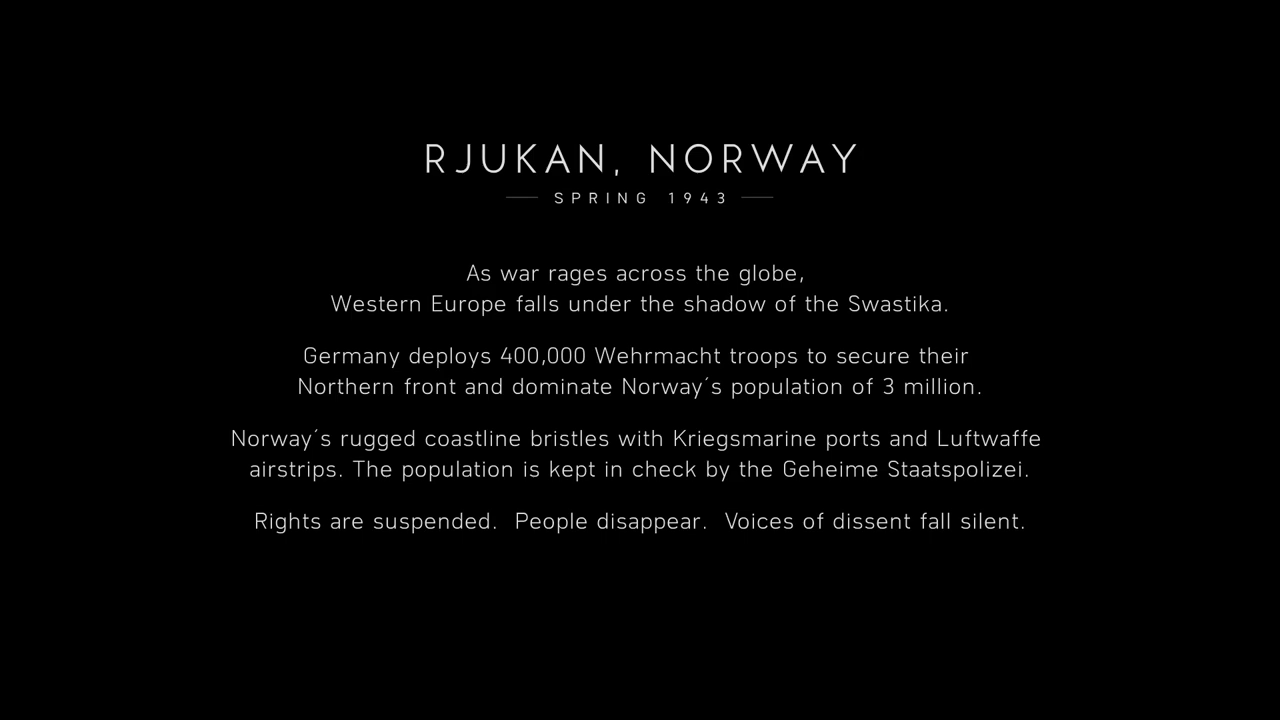 RJUKAN, NORWAY
SPRING 1943
As war rages across the globe,
Western Europe falls under the shadow of the Swastika.
Germany deploys 400,000 Wehrmacht troops to secure their
Northern front and dominate Norway´s population of 3 million.
Norway´s rugged coastline bristles with Kriegsmarine ports and Luftwaffe
airstrips. The population is kept in check by the Geheime Staatspolizei.
Rights are suspended.  People disappear.  Voices of dissent fall silent.